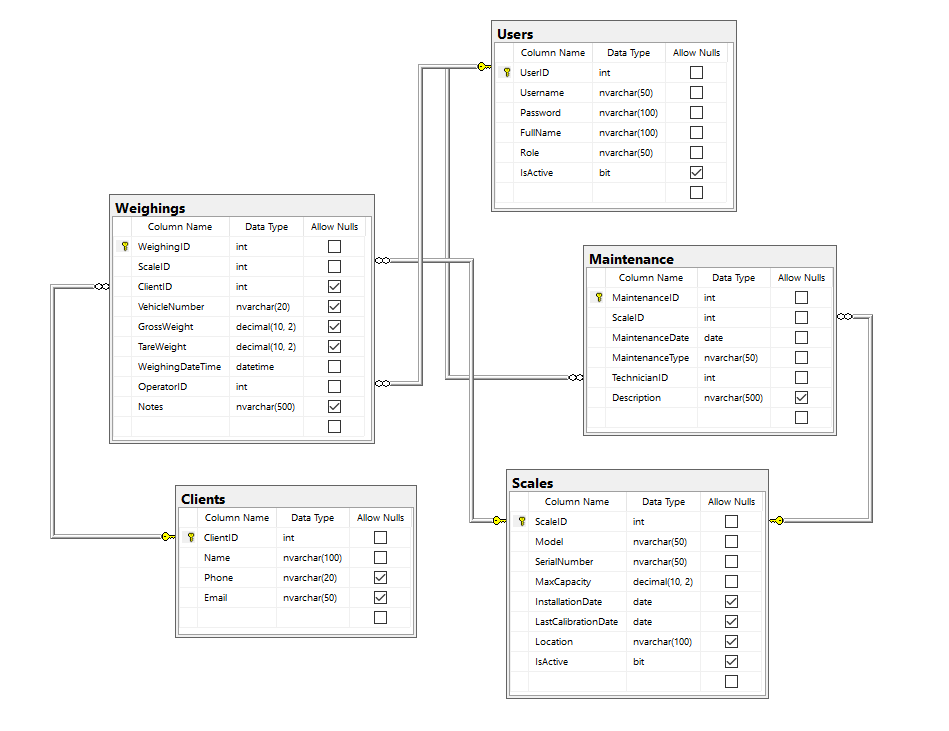 Users
Column Name Data Type Allow Nulls
UserID int
Username nvarchar(50)
Password nvarchar(100)
FullName nvarchar(100)
Role nvarchar(50)
IsActive bit
Weighings
Column Name Data Type Allow Nulls
WeighingID int
ScaleID int
ClientID int
VehicleNumber nvarchar(20)
GrossWeight decimal(10, 2)
TareWeight decimal(10, 2)
WeighingDateTime datetime
OperatorID int
Notes nvarchar(500)
Maintenance
Column Name Data Type Allow Nulls
MaintenanceID int
ScaleID int
MaintenanceDate date
MaintenanceType nvarchar(50)
TechnicianID int
Description nvarchar(500)
Clients
Column Name Data Type Allow Nulls
ClientID int
Name nvarchar(100)
Phone nvarchar(20)
Email nvarchar(50)
Scales
Column Name Data Type Allow Nulls
ScaleID int
Model nvarchar(50)
SerialNumber nvarchar(50)
MaxCapacity decimal(10, 2)
InstallationDate date
LastCalibrationDate date
Location nvarchar(100)
IsActive bit